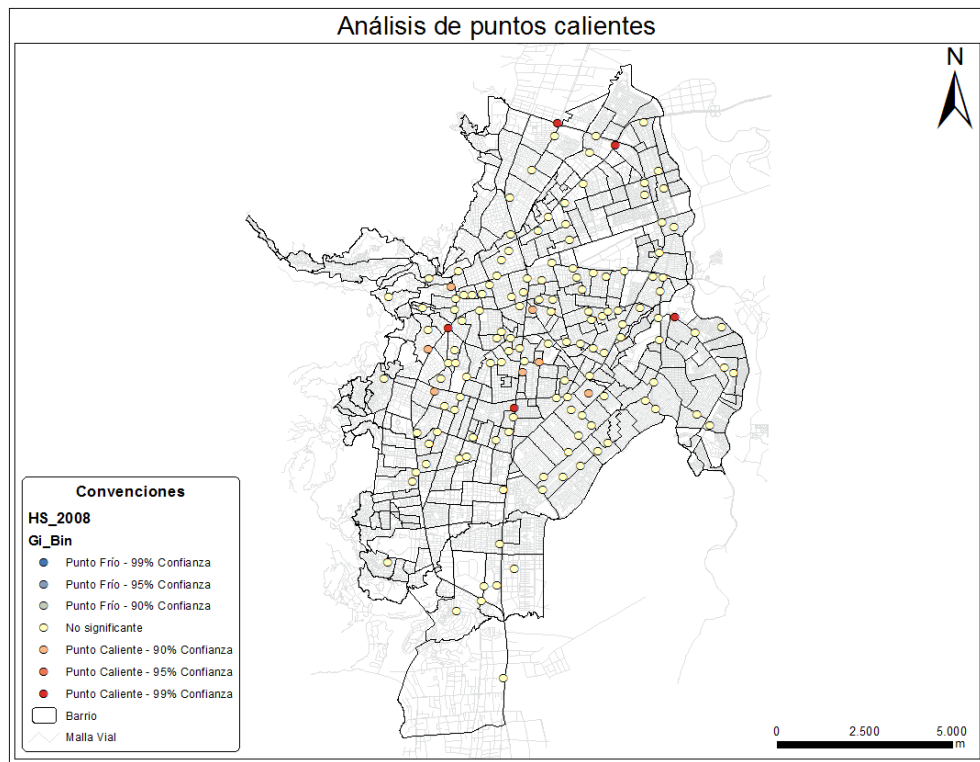 Análisis de puntos calientes
N
Convenciones
HS_2008
Gi_Bin
Punto Frío - 99% Confianza
Punto Frío - 95% Confianza
Punto Frío - 90% Confianza
No significante
Punto Caliente - 90% Confianza
Punto Caliente - 95% Confianza
Punto Caliente - 99% Confianza
Barrio
Malla Vial
0 2.500 5.000
m